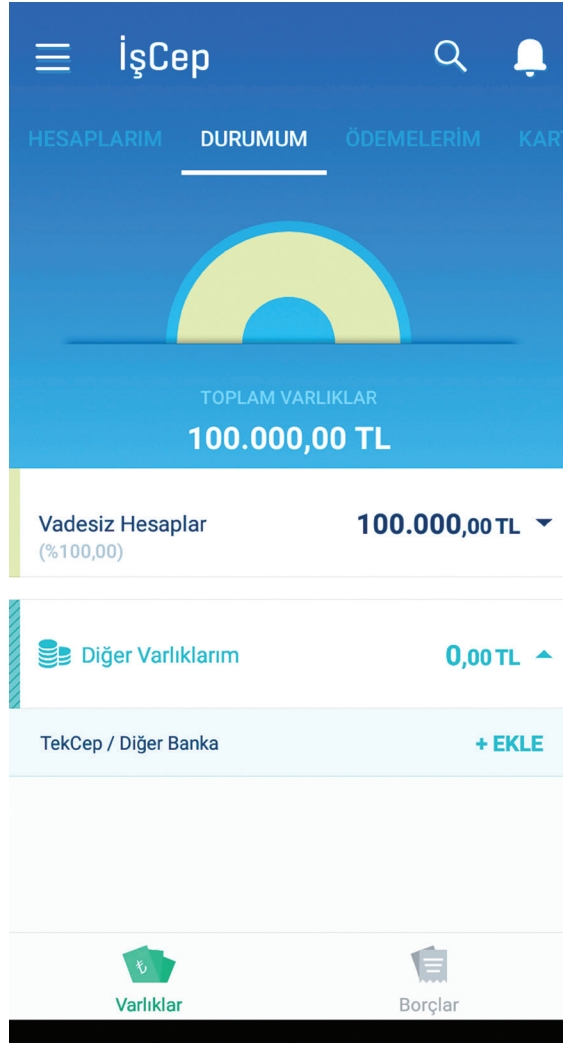 İşCep
HESAPLARIM DURUMUM ÖDEMELERİM KAR
TOPLAM VARLIKLAR
100.000,00 TL
Vadesiz Hesaplar 100.000,00 TL
(%100,00)
Diğer Varlıklarım 0,00 TL
TekCep / Diğer Banka + EKLE
₺
Varlıklar Borçlar